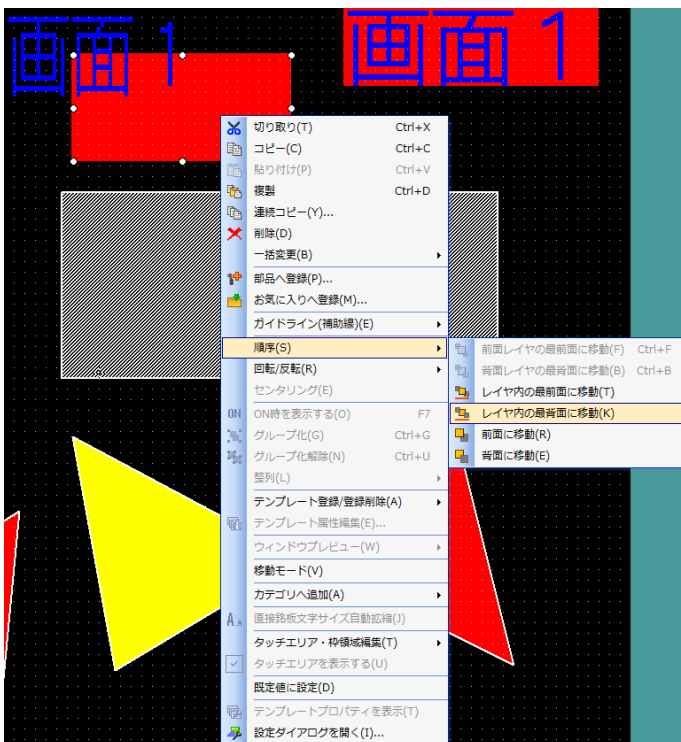 画面1
画面1
切り取り(T) Ctrl+X
コピー(C) Ctrl+C
貼り付け(P) Ctrl+V
複製 Ctrl+D
連続コピー(Y)...
削除(D)
一括変更(B)
部品へ登録(P)...
お気に入りへ登録(M)...
ガイドライン(補助線)(E)
順序(S)
回転/反転(R)
センタリング(E)
ON ON時を表示する(O) F7
グループ化(G) Ctrl+G
グループ化解除(N) Ctrl+U
整列(L)
テンプレート登録/登録削除(A)
テンプレート属性編集(E)...
ウィンドウプレビュー(W)
移動モード(V)
カテゴリへ追加(A)
直接銘板文字サイズ自動拡縮(J)
タッチエリア・枠領域編集(T)
タッチエリアを表示する(U)
既定値に設定(D)
テンプレートプロパティを表示(T)
設定ダイアログを開く(I)...
前面レイヤの最前面に移動(F) Ctrl+F
背面レイヤの最背面に移動(B) Ctrl+B
レイヤ内の最前面に移動(T)
レイヤ内の最背面に移動(K)
前面に移動(R)
背面に移動(E)